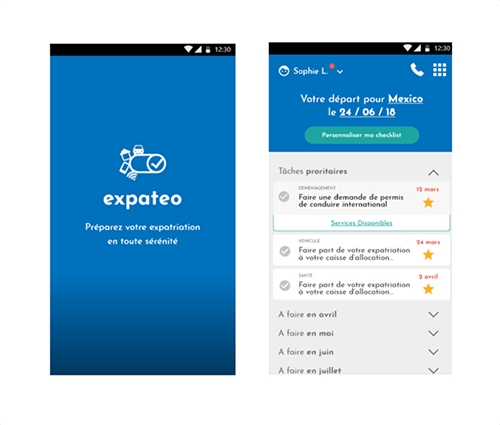 12:30
expateo
Préparez votre expatriation
en toute sérénité
12:30
Sophie L.
Votre départ pour Mexico
le 24 / 06 / 18
Personnaliser ma checklist
Tâches proritaires
DEMENAGEMENT
12 mars
Faire une demande de permis
de conduire international
Services Disponibles
VEHICULE
24 mars
Faire part de votre expatriation
à votre caisse d'allocation...
SANTE
2 avril
Faire part de votre expatriation
à votre caisse d'allocation...
A faire en avril
A faire en mai
A faire en juin
A faire en juillet